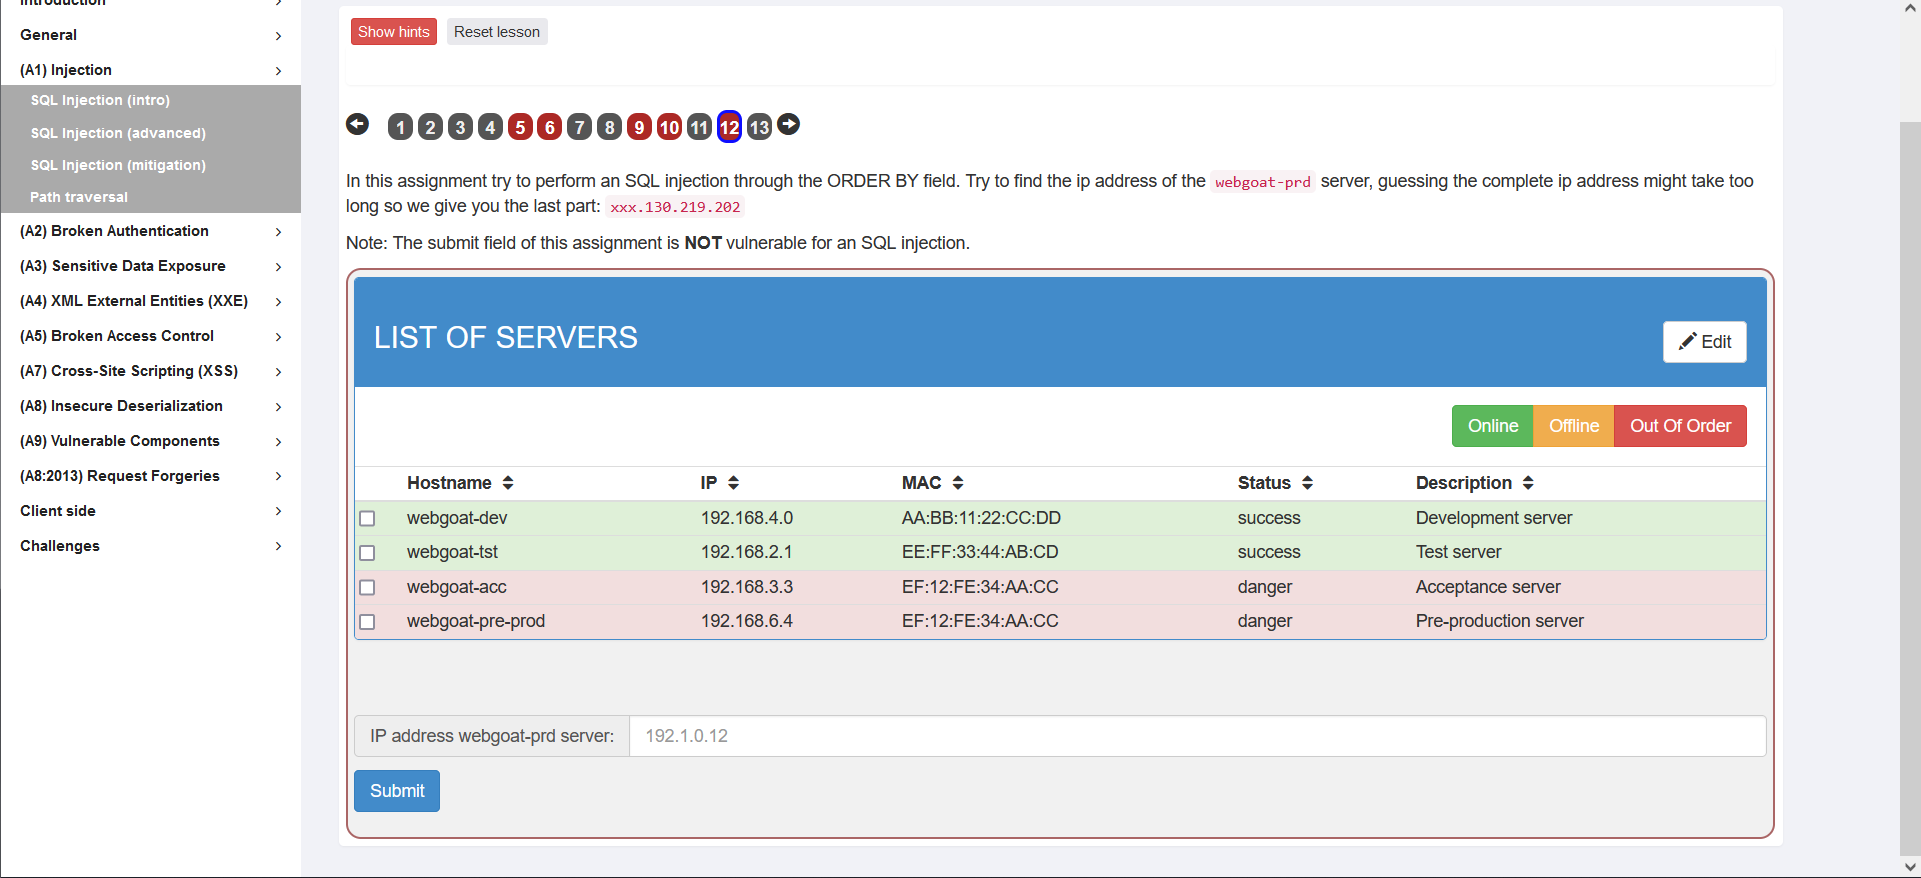 Introduction
General
(A1) Injection
SQL Injection (intro)
SQL Injection (advanced)
SQL Injection (mitigation)
Path traversal
(A2) Broken Authentication
(A3) Sensitive Data Exposure
(A4) XML External Entities (XXE)
(A5) Broken Access Control
(A7) Cross-Site Scripting (XSS)
(A8) Insecure Deserialization
(A9) Vulnerable Components
(A8:2013) Request Forgeries
Client side
Challenges
Show hints Reset lesson
1 2 3 4 5 6 7 8 9 10 11 12 13
In this assignment try to perform an SQL injection through the ORDER BY field. Try to find the ip address of the webgoat-prd server, guessing the complete ip address might take too
long so we give you the last part: xxx.130.219.202
Note: The submit field of this assignment is NOT vulnerable for an SQL injection.
LIST OF SERVERS
Edit
Online Offline Out Of Order
Hostname IP MAC Status Description
webgoat-dev 192.168.4.0 AA:BB:11:22:CC:DD success Development server
webgoat-tst 192.168.2.1 EE:FF:33:44:AB:CD success Test server
webgoat-acc 192.168.3.3 EF:12:FE:34:AA:CC danger Acceptance server
webgoat-pre-prod 192.168.6.4 EF:12:FE:34:AA:CC danger Pre-production server
IP address webgoat-prd server: 192.1.0.12
Submit